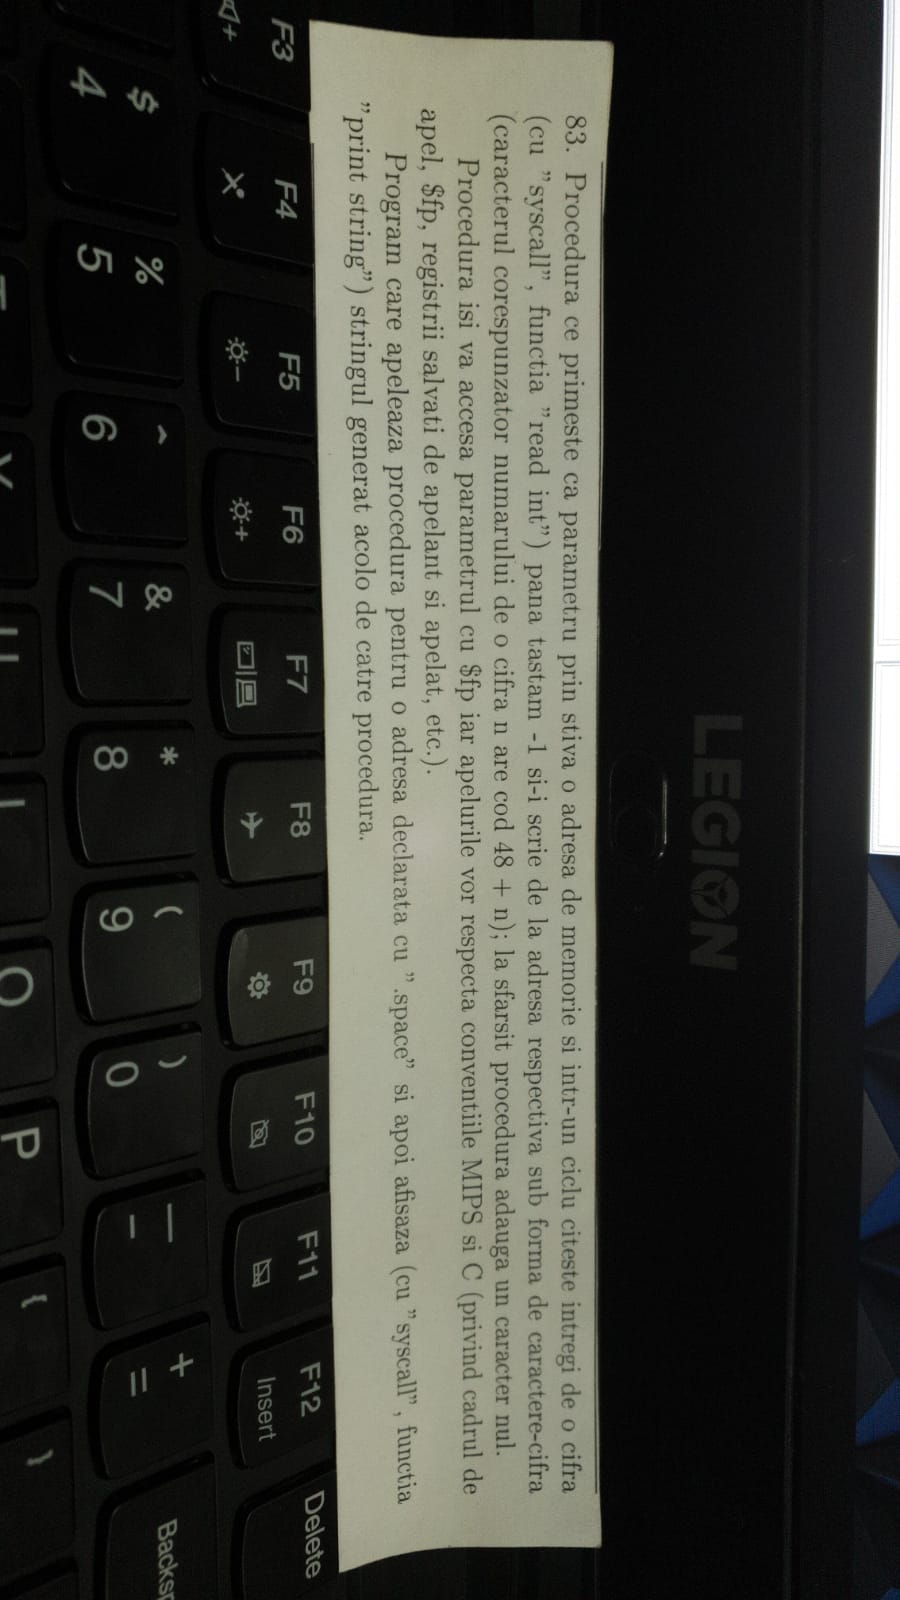 83. Procedura ce primeste ca parametru prin stiva o adresa de memorie si intr-un ciclu citeste intregi de o cifra
(cu ”syscall”, functia ”read int”) pana tastam -1 si-i scrie de la adresa respectiva sub forma de caractere-cifra
(caracterul corespunzator numarului de o cifra n are cod 48 + n); la sfarsit procedura adauga un caracter nul.
Procedura isi va accesa parametrul cu $fp iar apelurile vor respecta conventiile MIPS si C (privind cadrul de
apel, $fp, registrii salvati de apelant si apelat, etc.).
Program care apeleaza procedura pentru o adresa declarata cu ”.space” si apoi afisaza (cu ”syscall”, functia
”print string”) stringul generat acolo de catre procedura.
LEGION
F3 F4 F5 F6 F7 F8 F9 F10 F11 F12 Delete
Insert
$ % ^ & * ( ) _ + Backsp
4 5 6 7 8 9 0 - =
O P { }